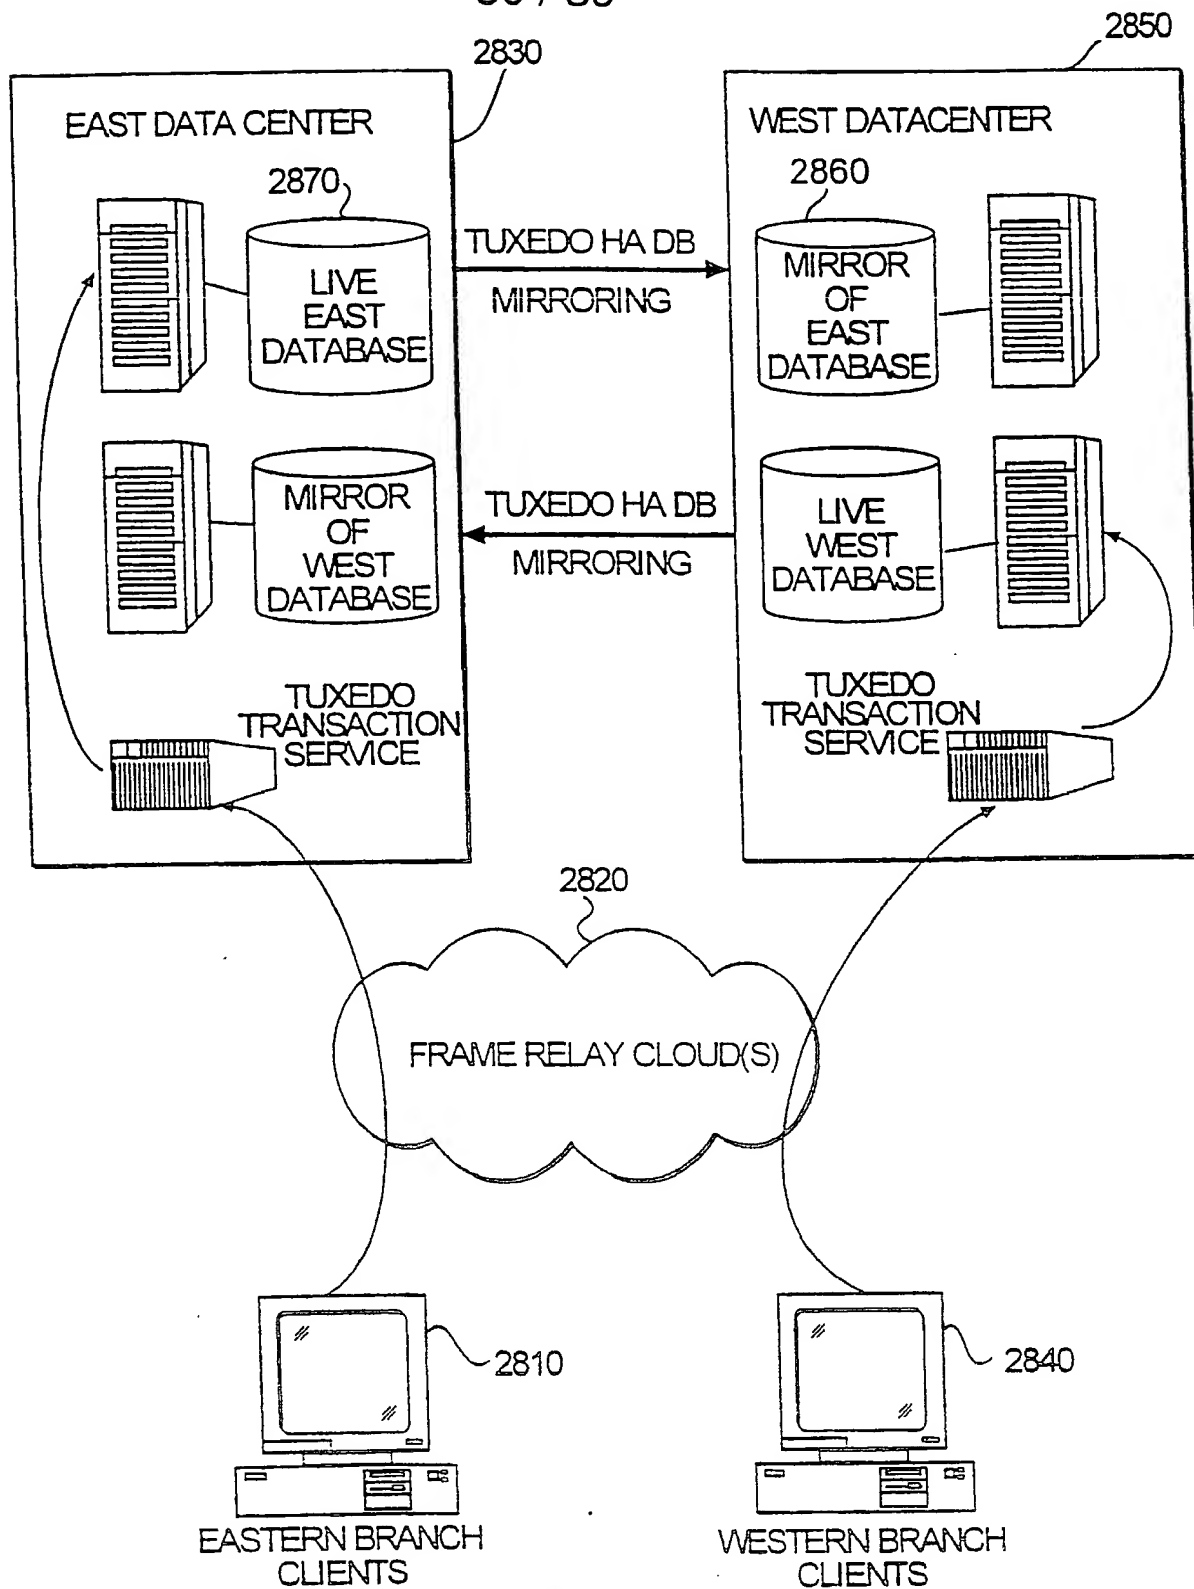 2850
2830
EAST DATA CENTER
WEST DATACENTER
2870
2860
LIVE
EAST
DATABASE
TUXEDO HA DB
MIRRORING
MIRROR
OF
EAST
DATABASE
MIRROR
OF
WEST
DATABASE
TUXEDO HA DB
MIRRORING
LIVE
WEST
DATABASE
TUXEDO
TRANSACTION
SERVICE
TUXEDO
TRANSACTION
SERVICE
2820
FRAME RELAY CLOUD(S)
2810
2840
EASTERN BRANCH
CLIENTS
WESTERN BRANCH
CLIENTS